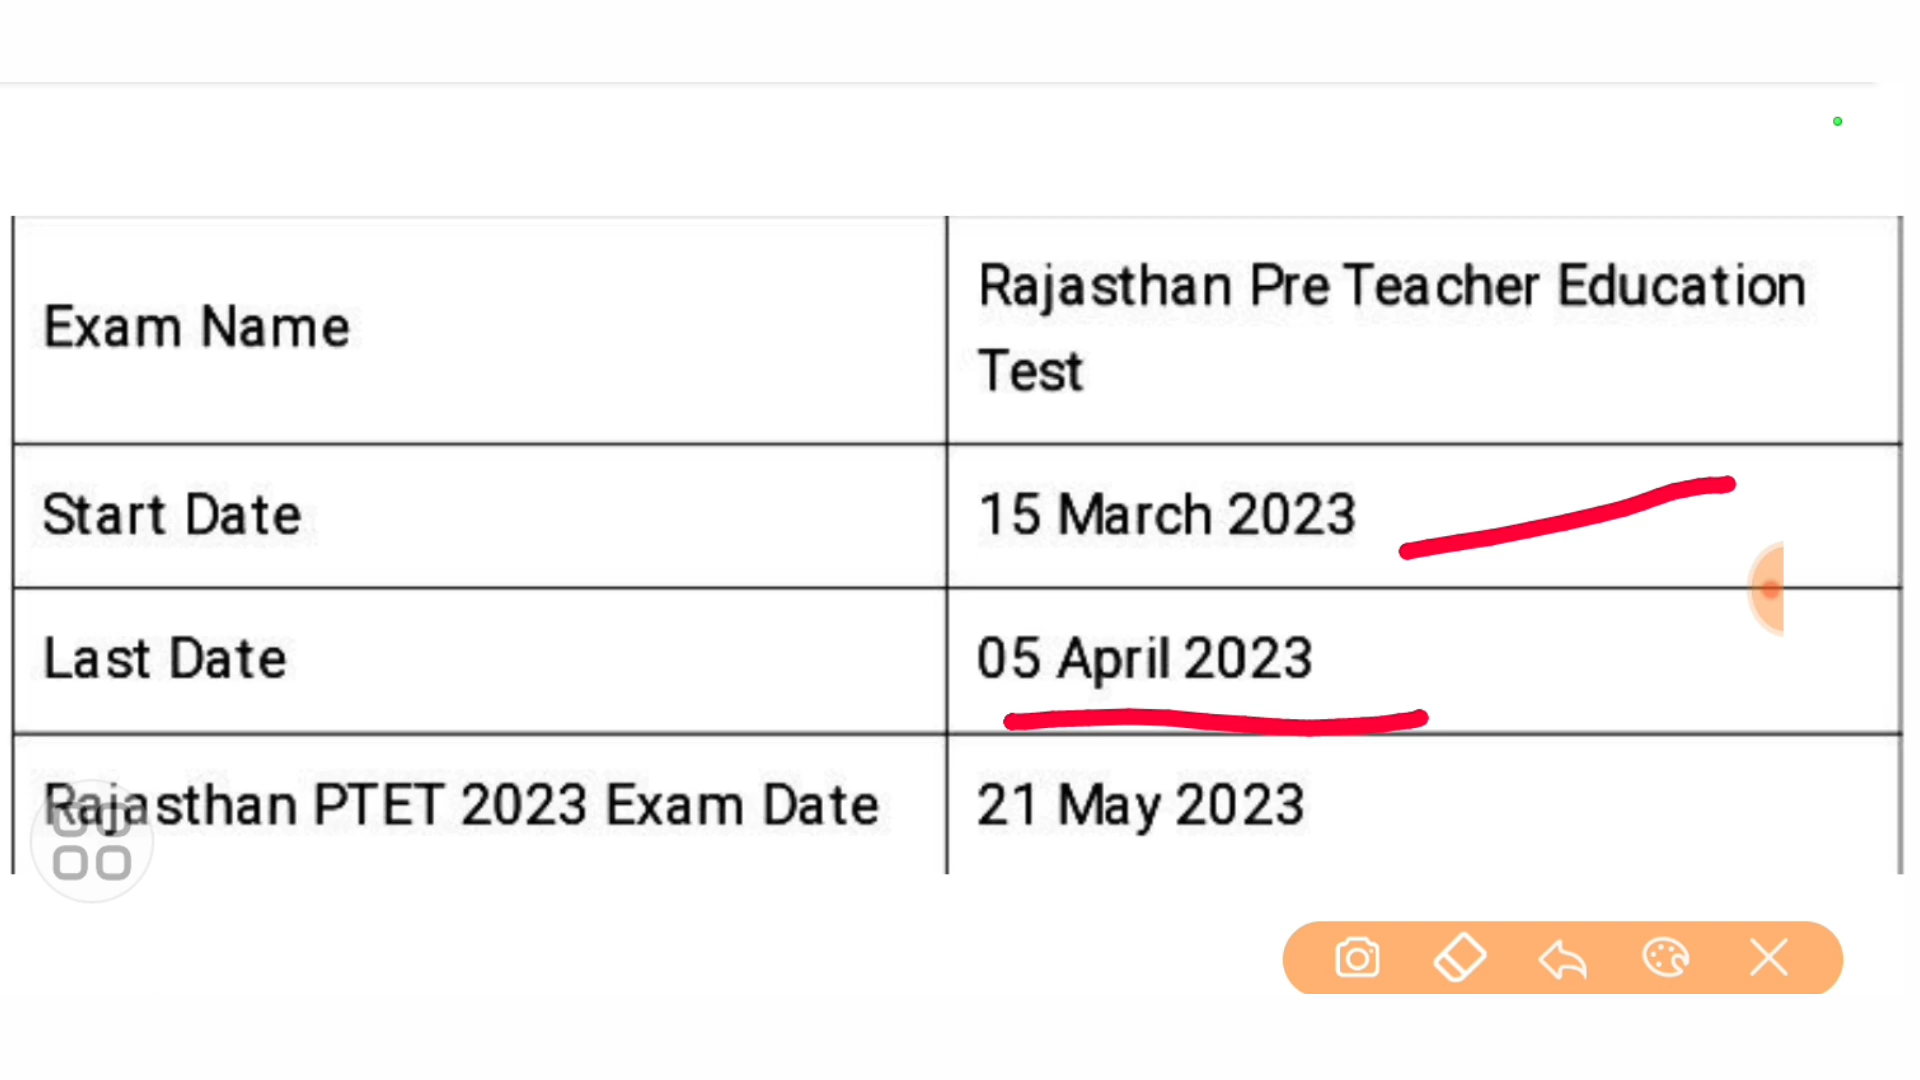 Exam Name
Rajasthan Pre Teacher Education
Test
Start Date
15 March 2023
Last Date
05 April 2023
Rajasthan PTET 2023 Exam Date
21 May 2023